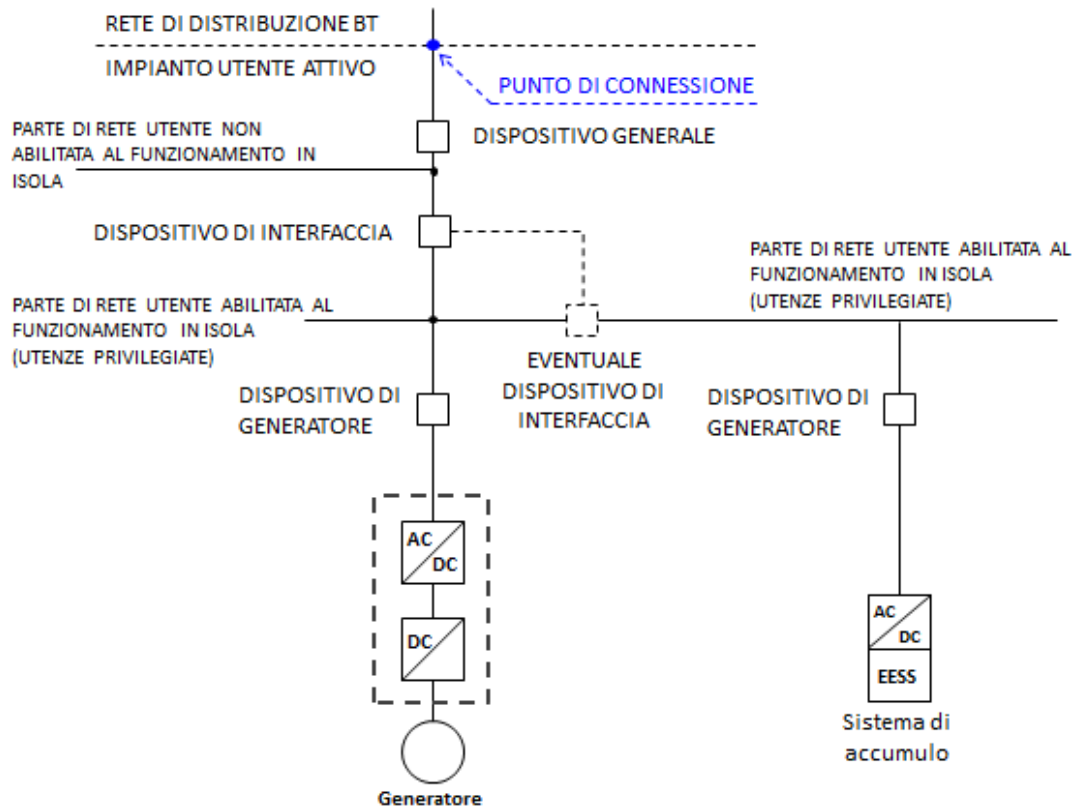 RETE DI DISTRIBUZIONE BT
IMPIANTO UTENTE ATTIVO
PUNTO DI CONNESSIONE
PARTE DI RETE UTENTE NON
ABILITATA AL FUNZIONAMENTO IN
ISOLA
DISPOSITIVO GENERALE
DISPOSITIVO DI INTERFACCIA
PARTE DI RETE UTENTE ABILITATA AL
FUNZIONAMENTO IN ISOLA
(UTENZE PRIVILEGIATE)
PARTE DI RETE UTENTE ABILITATA AL
FUNZIONAMENTO IN ISOLA
(UTENZE PRIVILEGIATE)
EVENTUALE
DISPOSITIVO DI
INTERFACCIA
DISPOSITIVO DI
GENERATORE
DISPOSITIVO DI
GENERATORE
AC
DC
DC
AC
DC
EESS
Sistema di
accumulo
Generatore